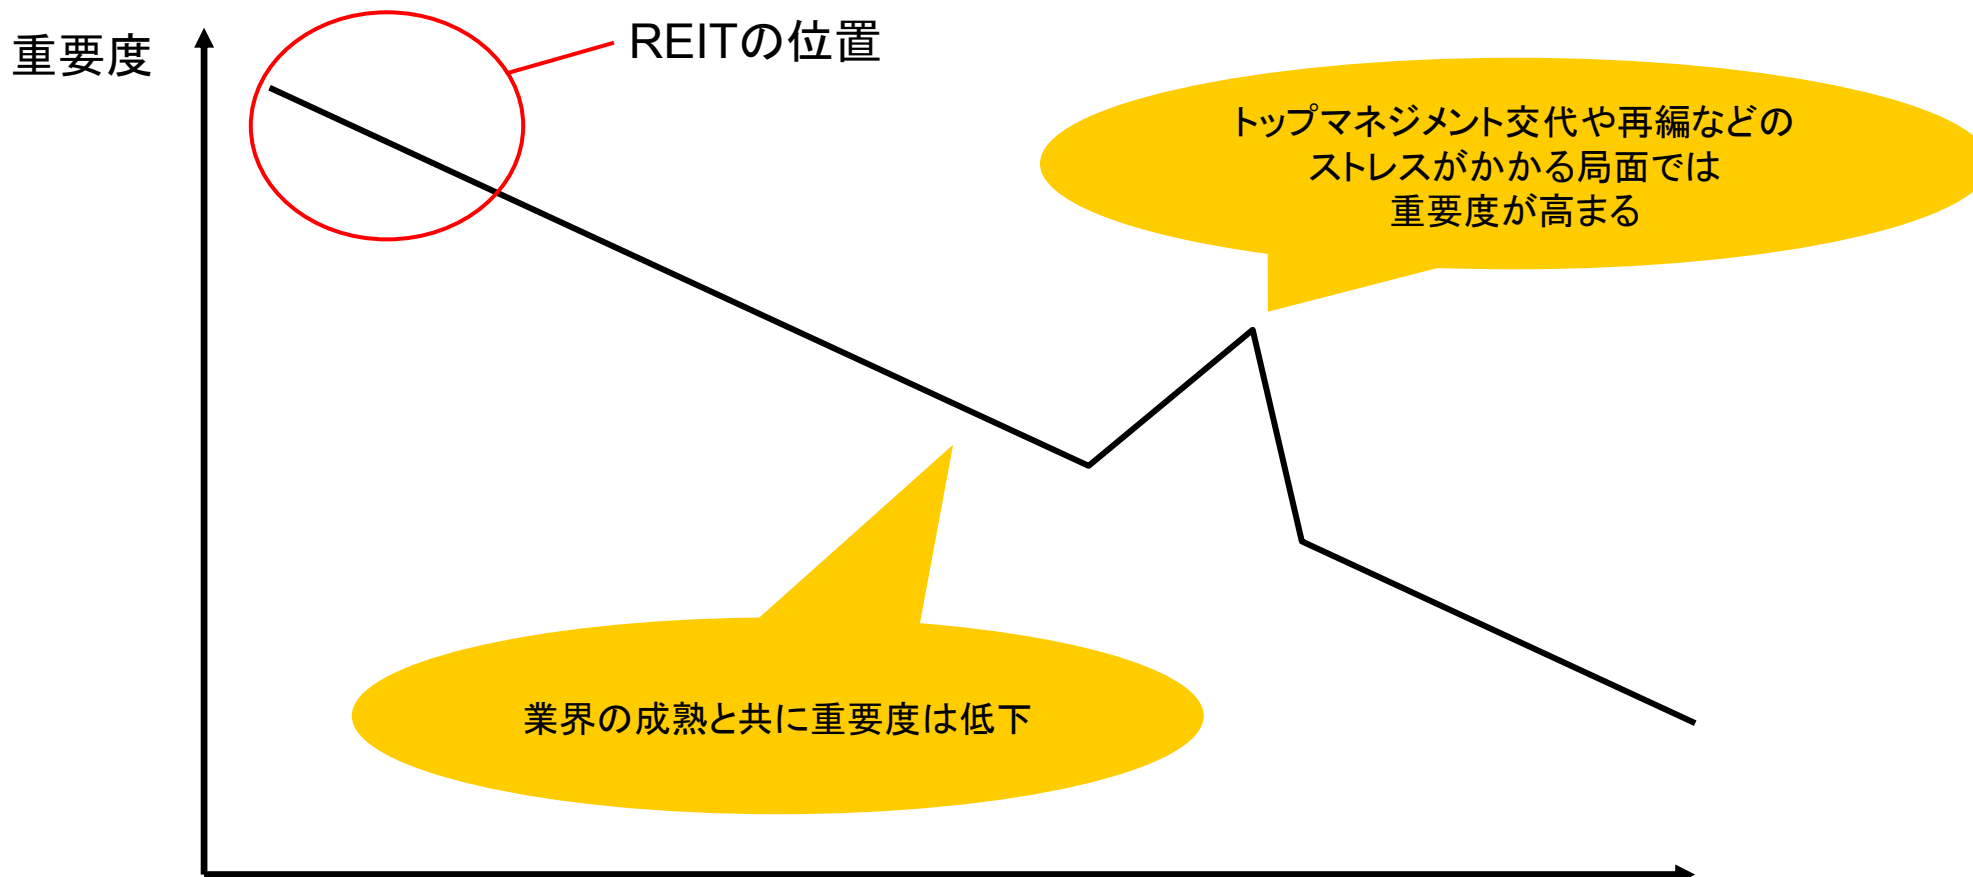 重要度
REITの位置
トップマネジメント交代や再編などの
ストレスがかかる局面では
重要度が高まる
業界の成熟と共に重要度は低下